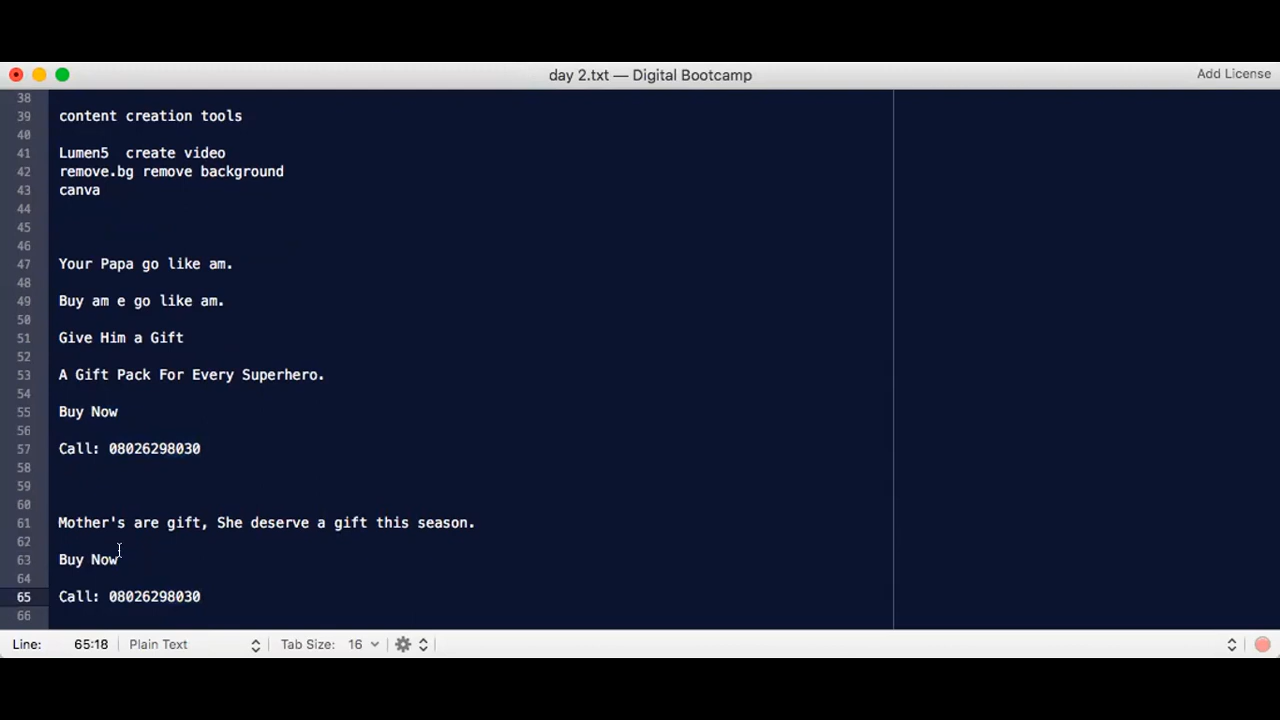 day 2.txt — Digital Bootcamp
Add License
38
39 content creation tools
40
41 Lumen5  create video
42 remove.bg remove background
43 canva
44
45
46
47 Your Papa go like am.
48
49 Buy am e go like am.
50
51 Give Him a Gift
52
53 A Gift Pack For Every Superhero.
54
55 Buy Now
56
57 Call: 08026298030
58
59
60
61 Mother's are gift, She deserve a gift this season.
62
63 Buy Now
64
65 Call: 08026298030
66
Line: 65:18 Plain Text Tab Size: 16